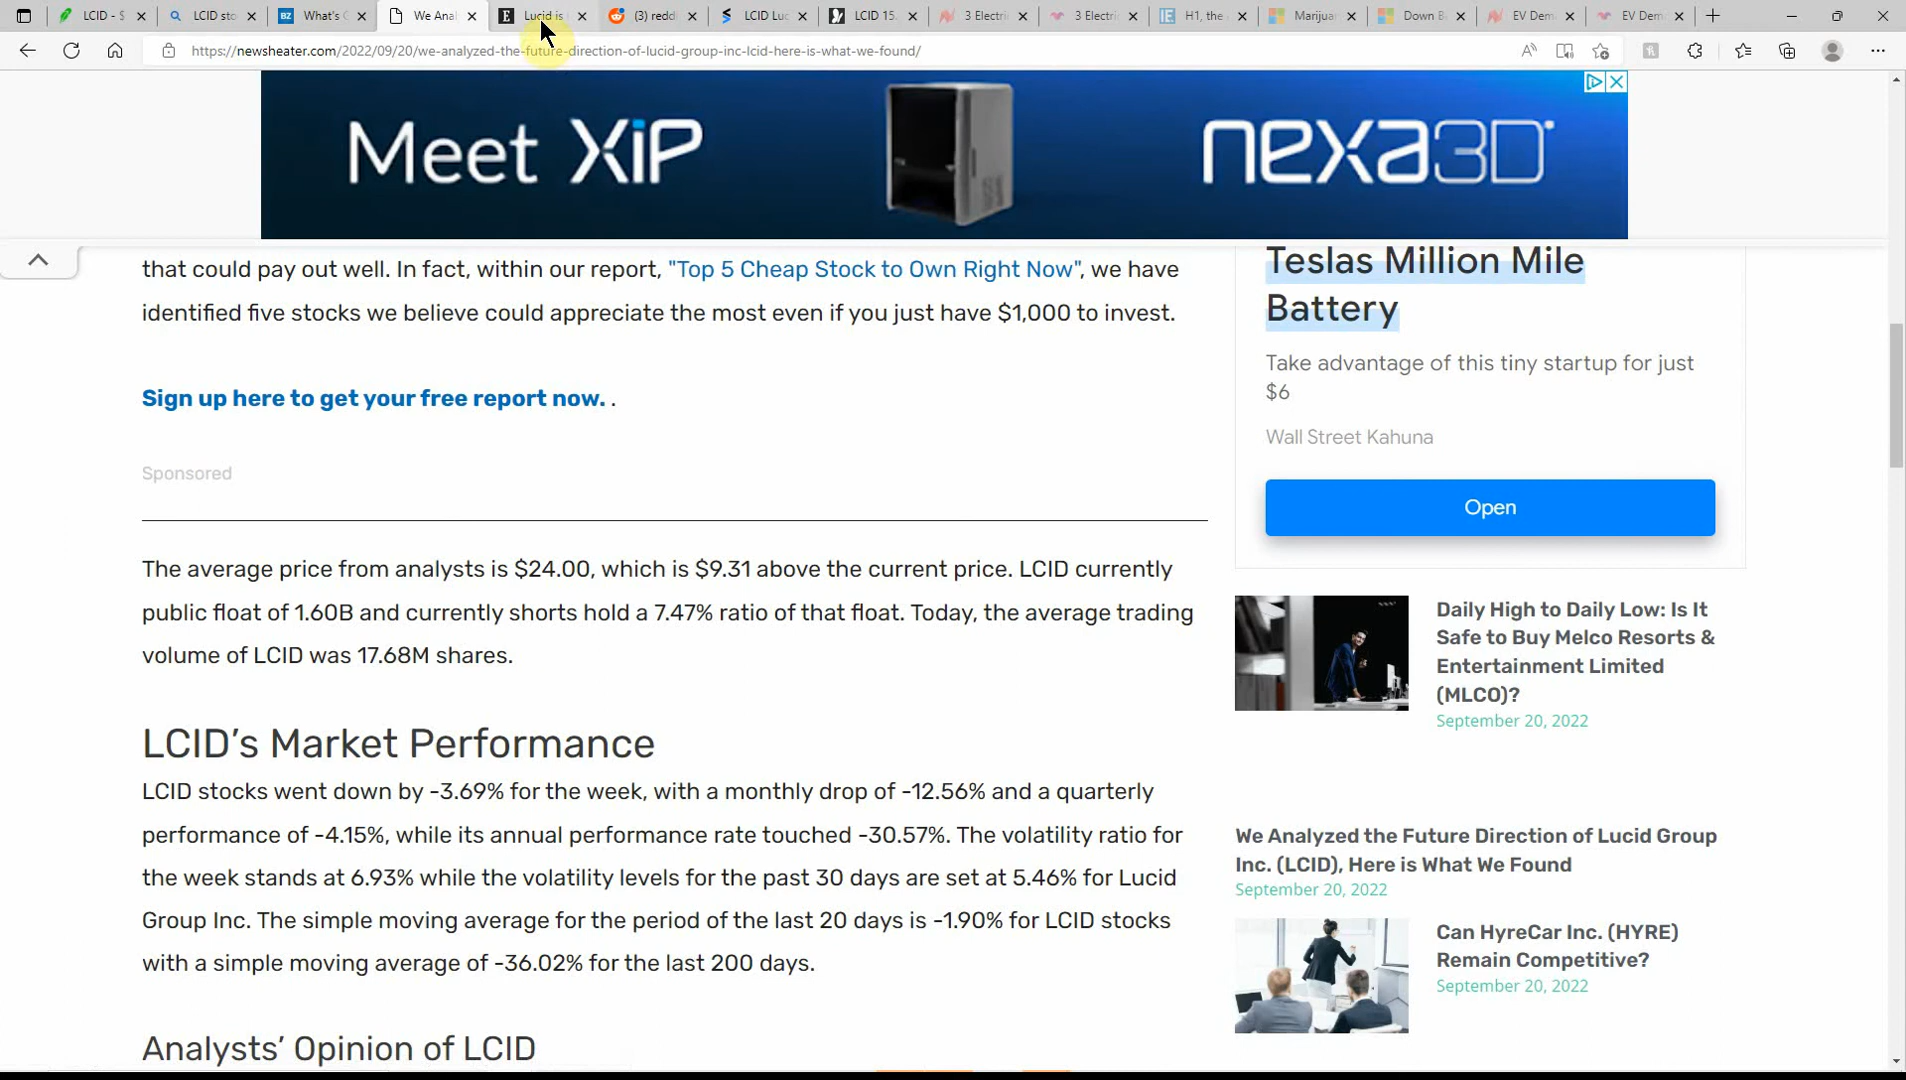 LCID - S
LCID sto
What's G
We Anal
Lucid is
(3) reddi
LCID Luc
LCID 15.
3 Electri
3 Electri
H1, the
Marijua
Down B
EV Dem
EV Dem
https://newsheater.com/2022/09/20/we-analyzed-the-future-direction-of-lucid-group-inc-lcid-here-is-what-we-found/
Meet XiP
nexa3D
that could pay out well. In fact, within our report, "Top 5 Cheap Stock to Own Right Now", we have
identified five stocks we believe could appreciate the most even if you just have $1,000 to invest.
Sign up here to get your free report now. .
Sponsored
The average price from analysts is $24.00, which is $9.31 above the current price. LCID currently
public float of 1.60B and currently shorts hold a 7.47% ratio of that float. Today, the average trading
volume of LCID was 17.68M shares.
LCID’s Market Performance
LCID stocks went down by -3.69% for the week, with a monthly drop of -12.56% and a quarterly
performance of -4.15%, while its annual performance rate touched -30.57%. The volatility ratio for
the week stands at 6.93% while the volatility levels for the past 30 days are set at 5.46% for Lucid
Group Inc. The simple moving average for the period of the last 20 days is -1.90% for LCID stocks
with a simple moving average of -36.02% for the last 200 days.
Analysts’ Opinion of LCID
Teslas Million Mile
Battery
Take advantage of this tiny startup for just
$6
Wall Street Kahuna
Open
Daily High to Daily Low: Is It
Safe to Buy Melco Resorts &
Entertainment Limited
(MLCO)?
September 20, 2022
We Analyzed the Future Direction of Lucid Group
Inc. (LCID), Here is What We Found
September 20, 2022
Can HyreCar Inc. (HYRE)
Remain Competitive?
September 20, 2022